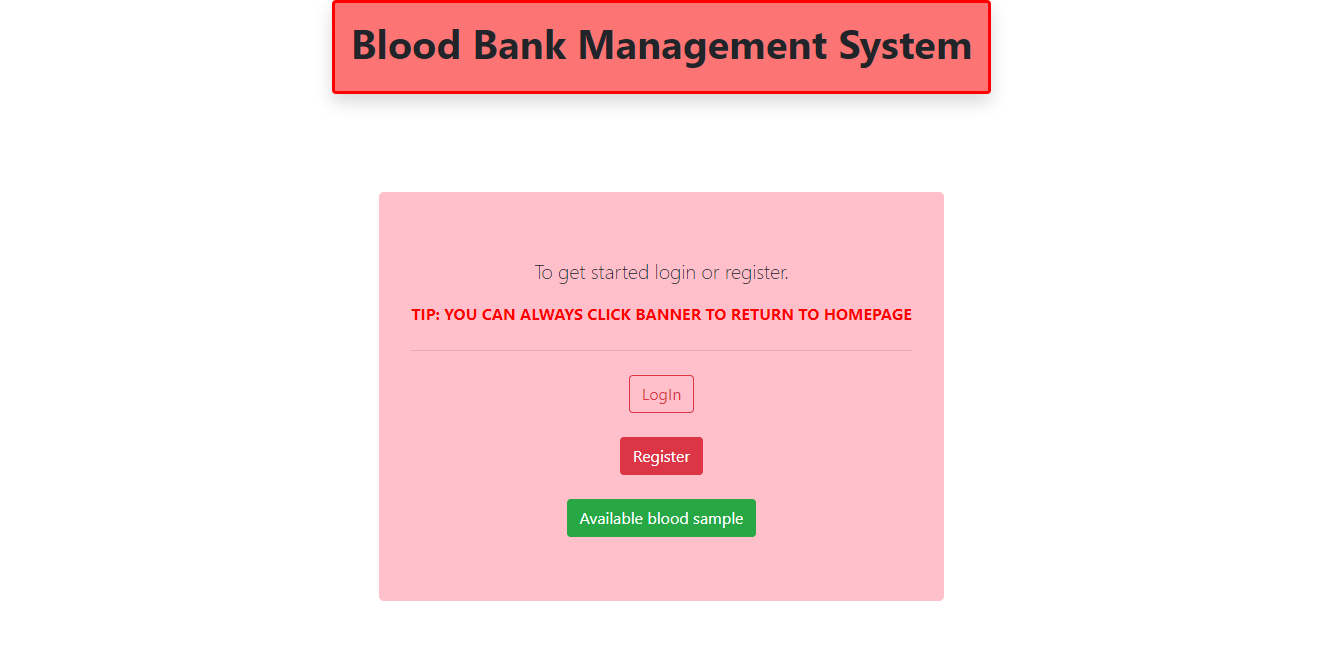 Blood Bank Management System
To get started login or register.
TIP: YOU CAN ALWAYS CLICK BANNER TO RETURN TO HOMEPAGE
LogIn
Register
Available blood sample